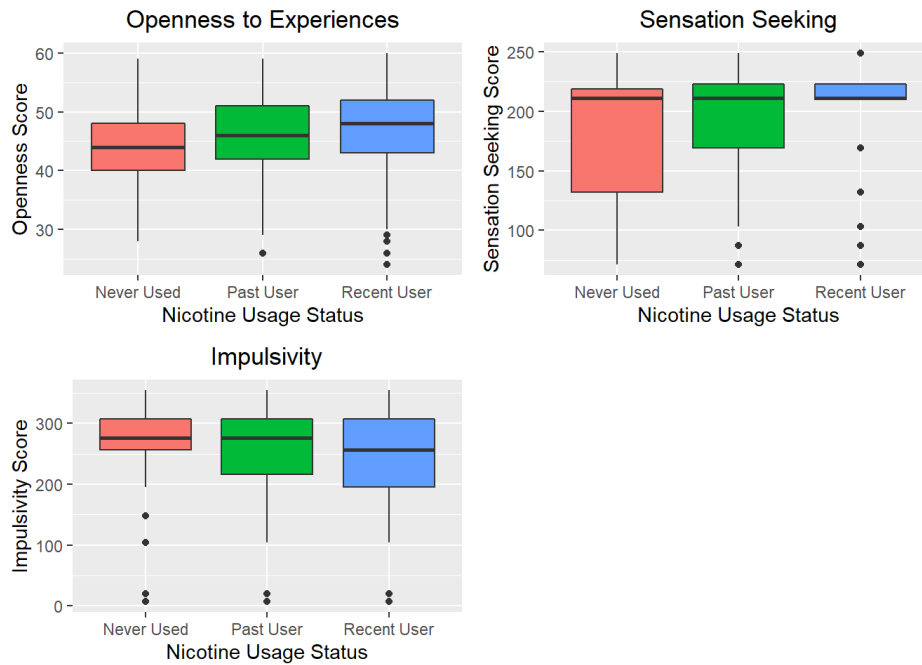 Openness to Experiences
Openness Score
60
50
40
30
Never Used Past User Recent User
Nicotine Usage Status
Sensation Seeking
Sensation Seeking Score
250
200
150
100
Never Used Past User Recent User
Nicotine Usage Status
Impulsivity
Impulsivity Score
300
200
100
0
Never Used Past User Recent User
Nicotine Usage Status